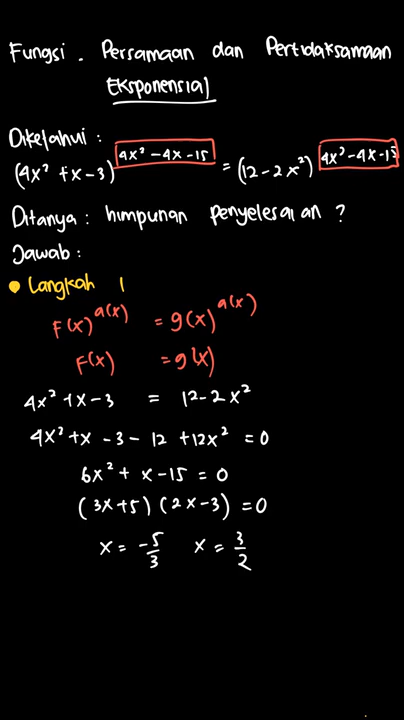 Fungsi. Persamaan dan Pertidaksamaan
Eksponensial
Diketahui :
(4x² + x - 3)^(4x² - 4x - 15) = (12 - 2x²)^(4x² - 4x - 15)
Ditanya : himpunan penyelesaian ?
Jawab :
• Langkah 1
F(x)^a(x) = g(x)^a(x)
F(x) = g(x)
4x² + x - 3 = 12 - 2x²
4x² + x - 3 - 12 + 12x² = 0
6x² + x - 15 = 0
(3x + 5) (2x - 3) = 0
x = -5/3 x = 3/2